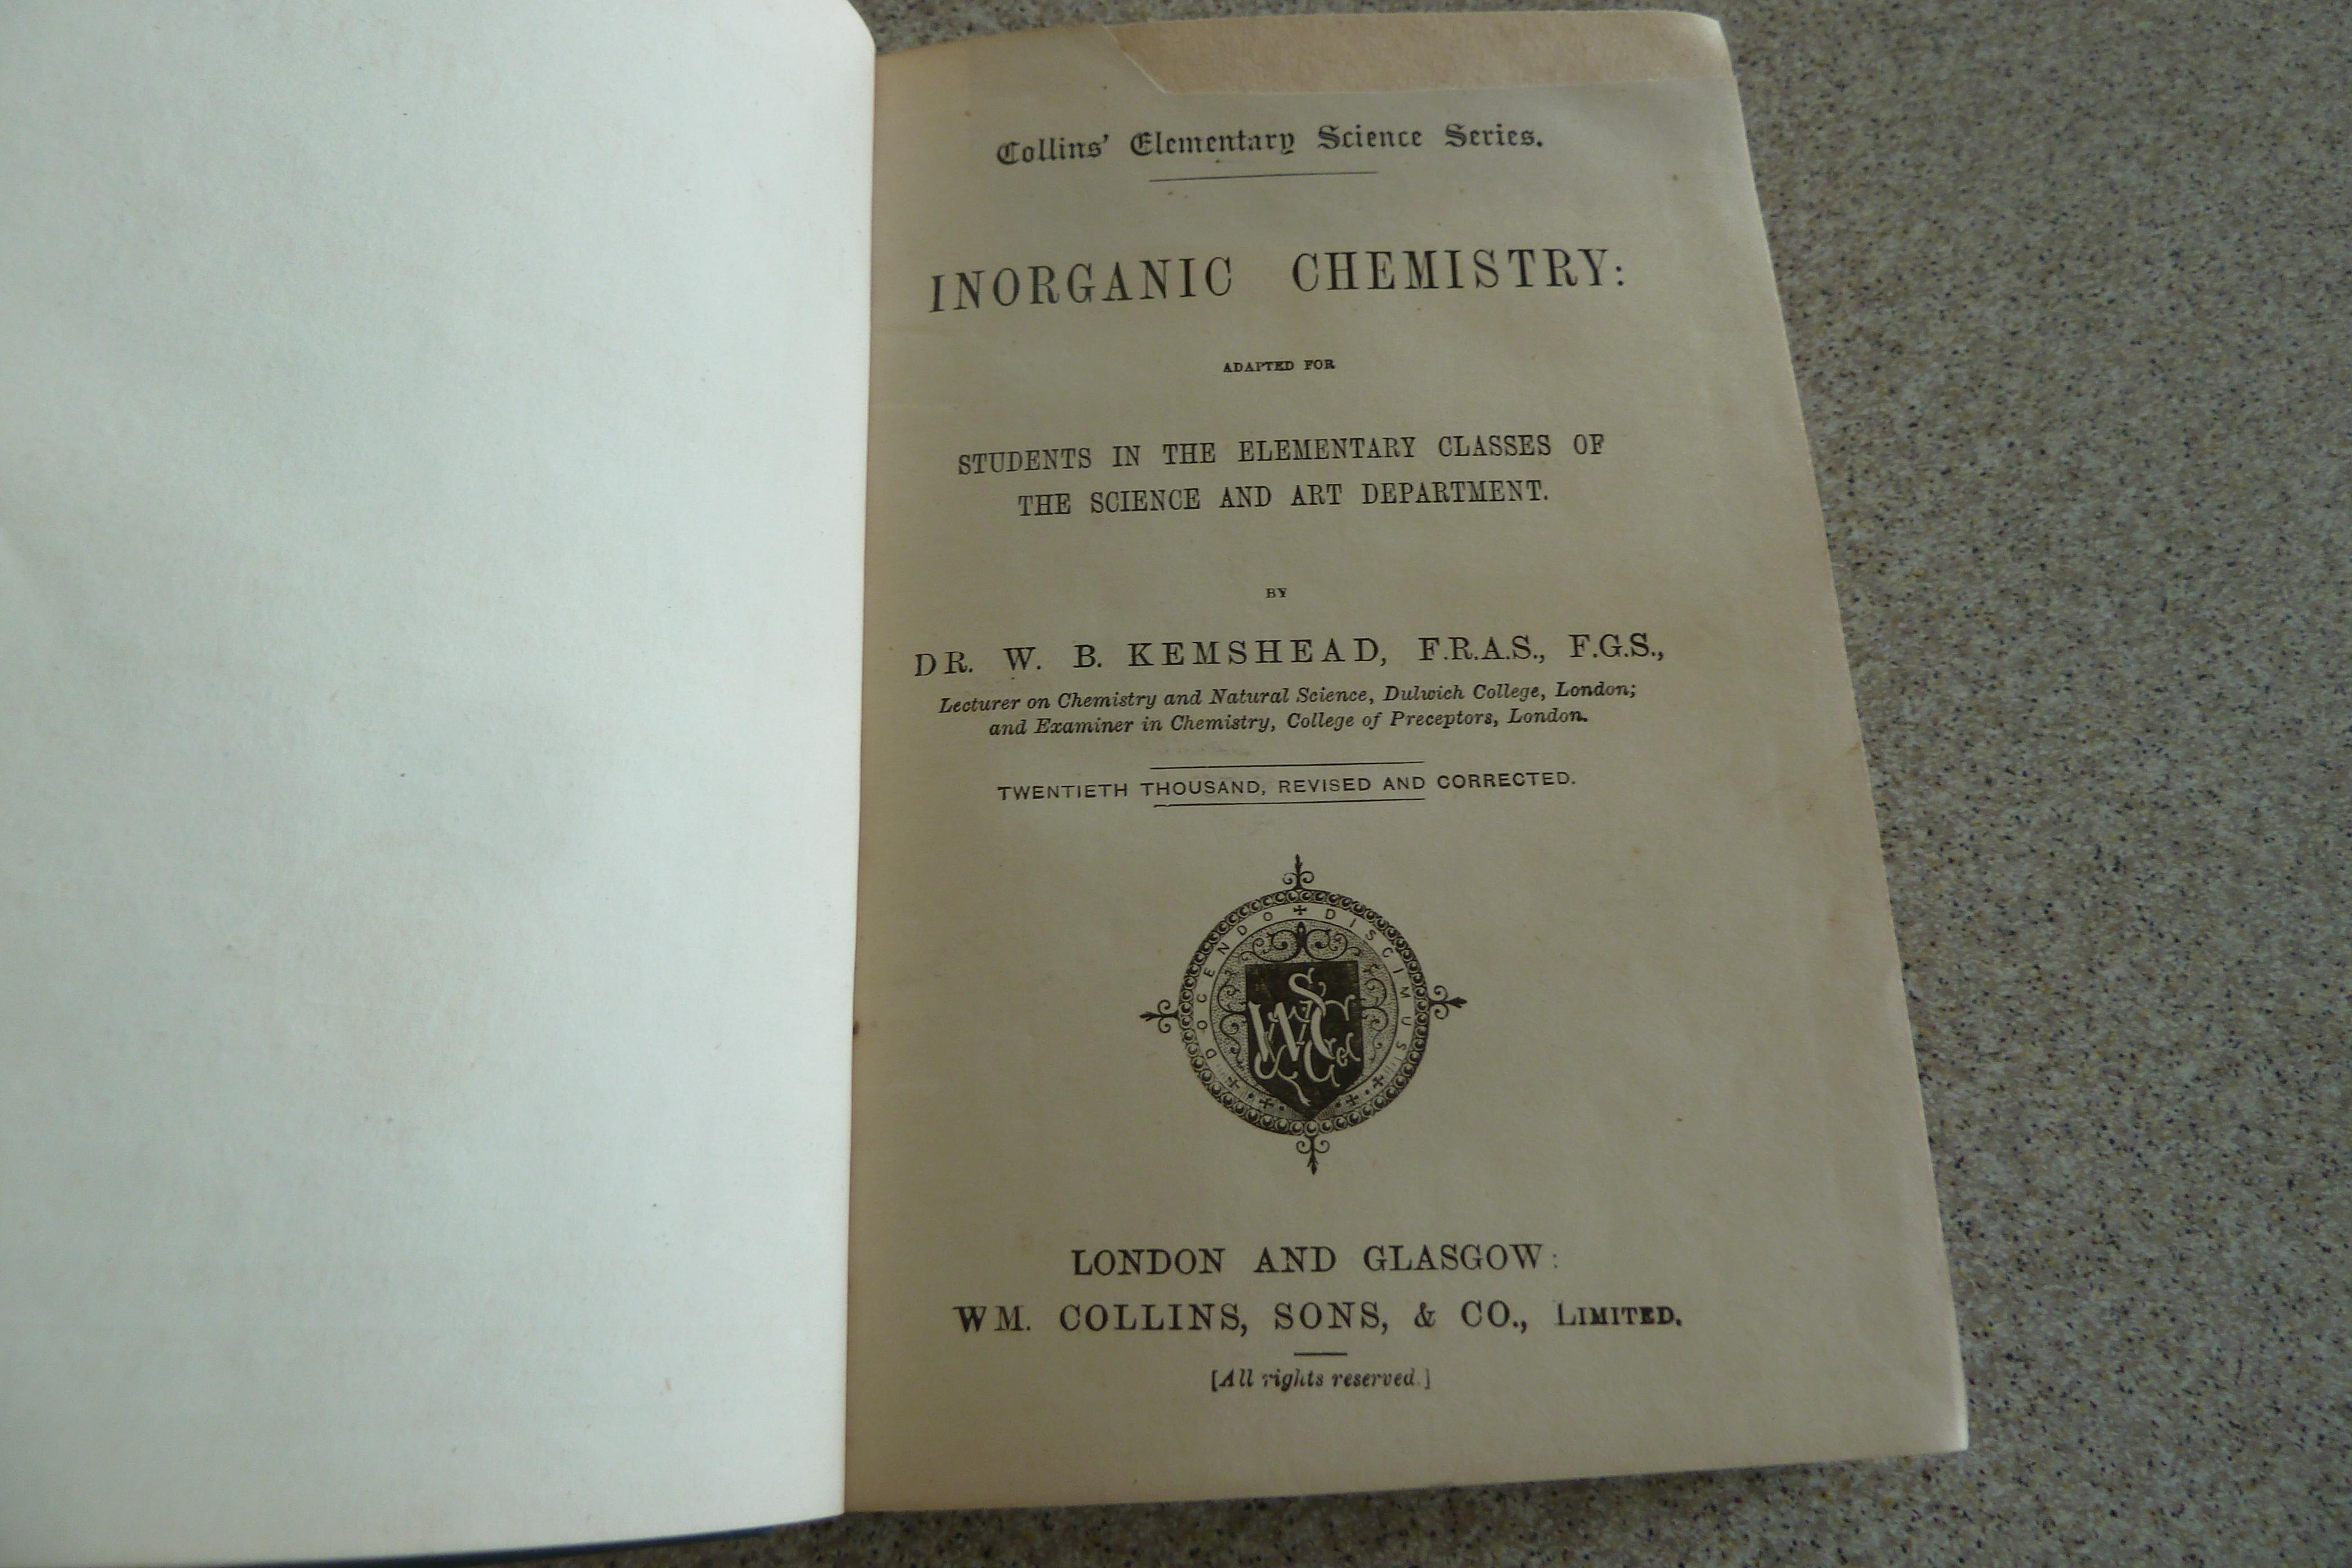 Collins' Elementary Science Series.
INORGANIC CHEMISTRY:
ADAPTED FOR
STUDENTS IN THE ELEMENTARY CLASSES OF
THE SCIENCE AND ART DEPARTMENT.
BY
DR. W. B. KEMSHEAD, F.R.A.S., F.G.S.,
Lecturer on Chemistry and Natural Science, Dulwich College, London;
and Examiner in Chemistry, College of Preceptors, London.
TWENTIETH THOUSAND, REVISED AND CORRECTED.
DOCENDO DISCIMUS
WSC & Co
LONDON AND GLASGOW:
WM. COLLINS, SONS, & CO., LIMITED.
[All rights reserved.]